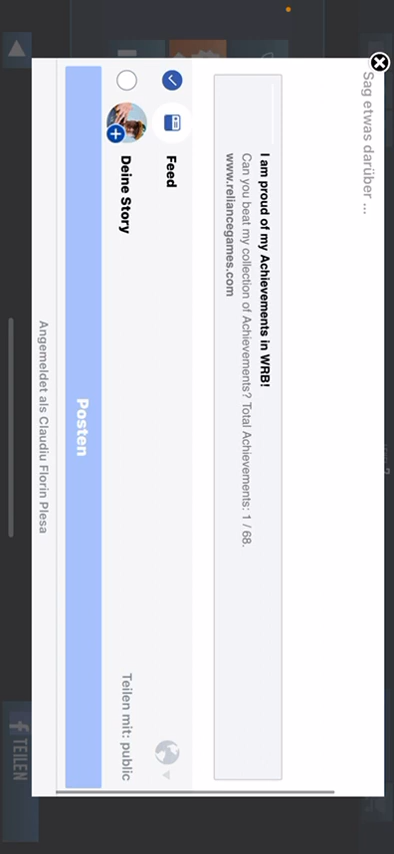 Sag etwas darüber ...
I am proud of my Achievements in WRB!
Can you beat my collection of Achievements? Total Achievements: 1 / 68.
www.reliancegames.com
Feed
Deine Story
Teilen mit: public
Posten
Angemeldet als Claudiu Florin Plesa
f TEILEN